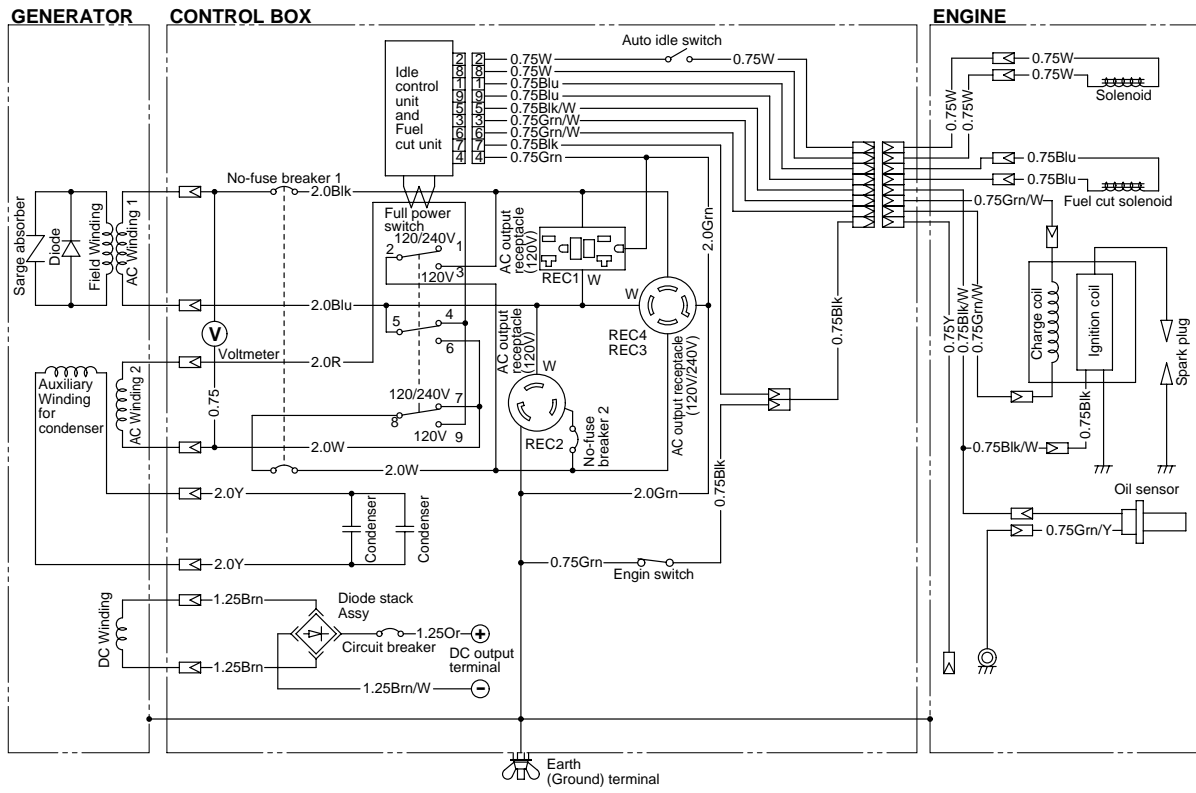 GENERATOR
CONTROL BOX
ENGINE
Auto idle switch
Idle
control
unit
and
Fuel
cut unit
2 2 0.75W 0.75W
8 8 0.75W
1 1 0.75Blu
9 9 0.75Blu
5 5 0.75Blk/W
3 3 0.75Grn/W
6 6 0.75Grn/W
7 7 0.75Blk
4 4 0.75Grn
0.75W
0.75W
Solenoid
0.75W
0.75W
0.75Blu
0.75Blu
Fuel cut solenoid
0.75Grn/W
No-fuse breaker 1
2.0Blk
Sarge absorber
Diode
Field Winding
AC Winding 1
Full power
switch
120/240V
1
2
120V
3
AC output
receptacle
(120V)
REC1
W
2.0Grn
2.0Blu
W
REC4
REC3
AC output receptacle
(120V/240V)
0.75Blk
V
Voltmeter
4
5
6
2.0R
AC output
receptacle
(120V)
W
REC2
No-fuse
breaker 2
Auxiliary
Winding
for
condenser
AC Winding 2
0.75
120/240V
7
8
120V
9
2.0W
2.0W
0.75Blk
2.0Grn
2.0Y
Condenser
Condenser
2.0Y
0.75Grn
Engin switch
0.75Y
0.75Blk/W
0.75Grn/W
Charge coil
Ignition coil
Spark plug
0.75Blk
0.75Blk/W
Oil sensor
0.75Grn/Y
DC Winding
1.25Brn
1.25Brn
Diode stack
Assy
Circuit breaker
1.25Or
+
DC output
terminal
1.25Brn/W
−
Earth
(Ground) terminal